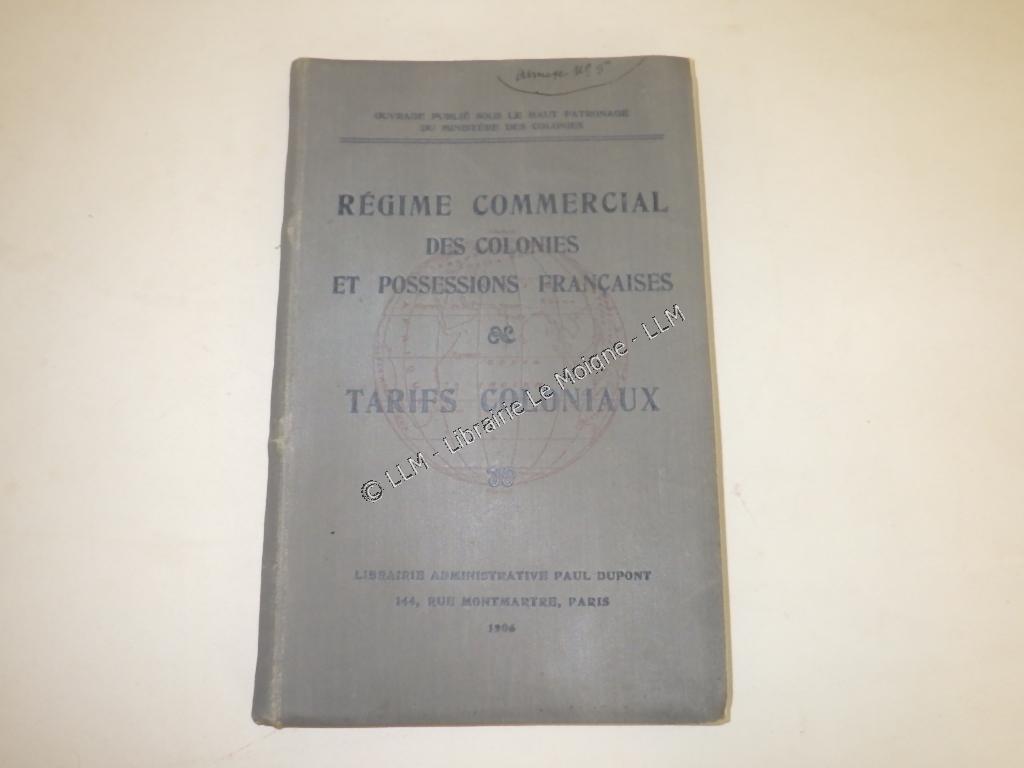 OUVRAGE PUBLIÉ SOUS LE HAUT PATRONAGE
DU MINISTÈRE DES COLONIES
RÉGIME COMMERCIAL
DES COLONIES
ET POSSESSIONS FRANÇAISES
TARIFS COLONIAUX
© LLM - Librairie Le Moigne - LLM
LIBRAIRIE ADMINISTRATIVE PAUL DUPONT
144, RUE MONTMARTRE, PARIS
1906